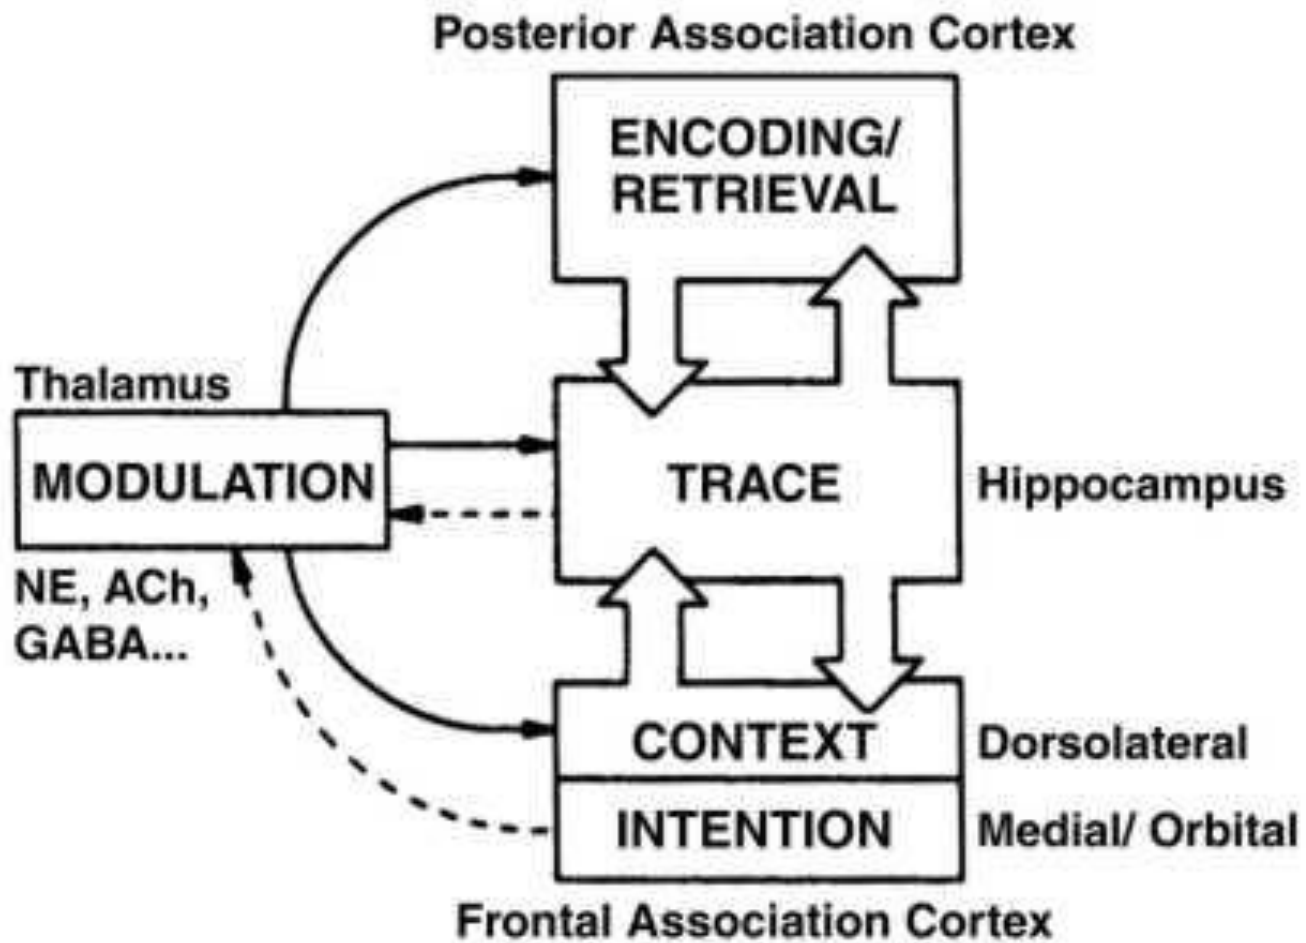 Posterior Association Cortex
ENCODING/
RETRIEVAL
Thalamus
MODULATION
TRACE
Hippocampus
NE, ACh,
GABA...
CONTEXT
Dorsolateral
INTENTION
Medial/ Orbital
Frontal Association Cortex